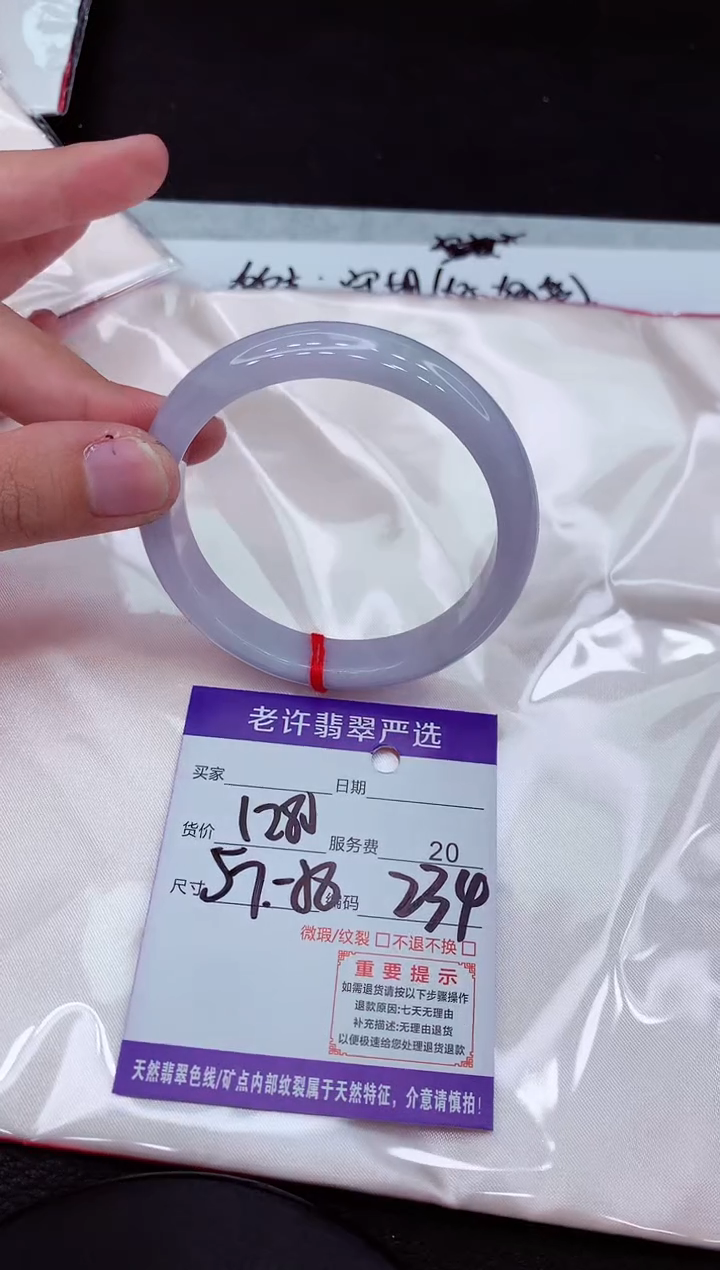 老许翡翠严选
买家 日期
货价 服务费 20
尺寸 编码 234
微瑕/纹裂 □ 不退不换 □
重要提示
如需退货请按以下步骤操作
退款原因:七天无理由
补充描述:无理由退货
以便极速给您处理退货退款
天然翡翠色线/矿点内部纹裂属于天然特征，介意请慎拍!